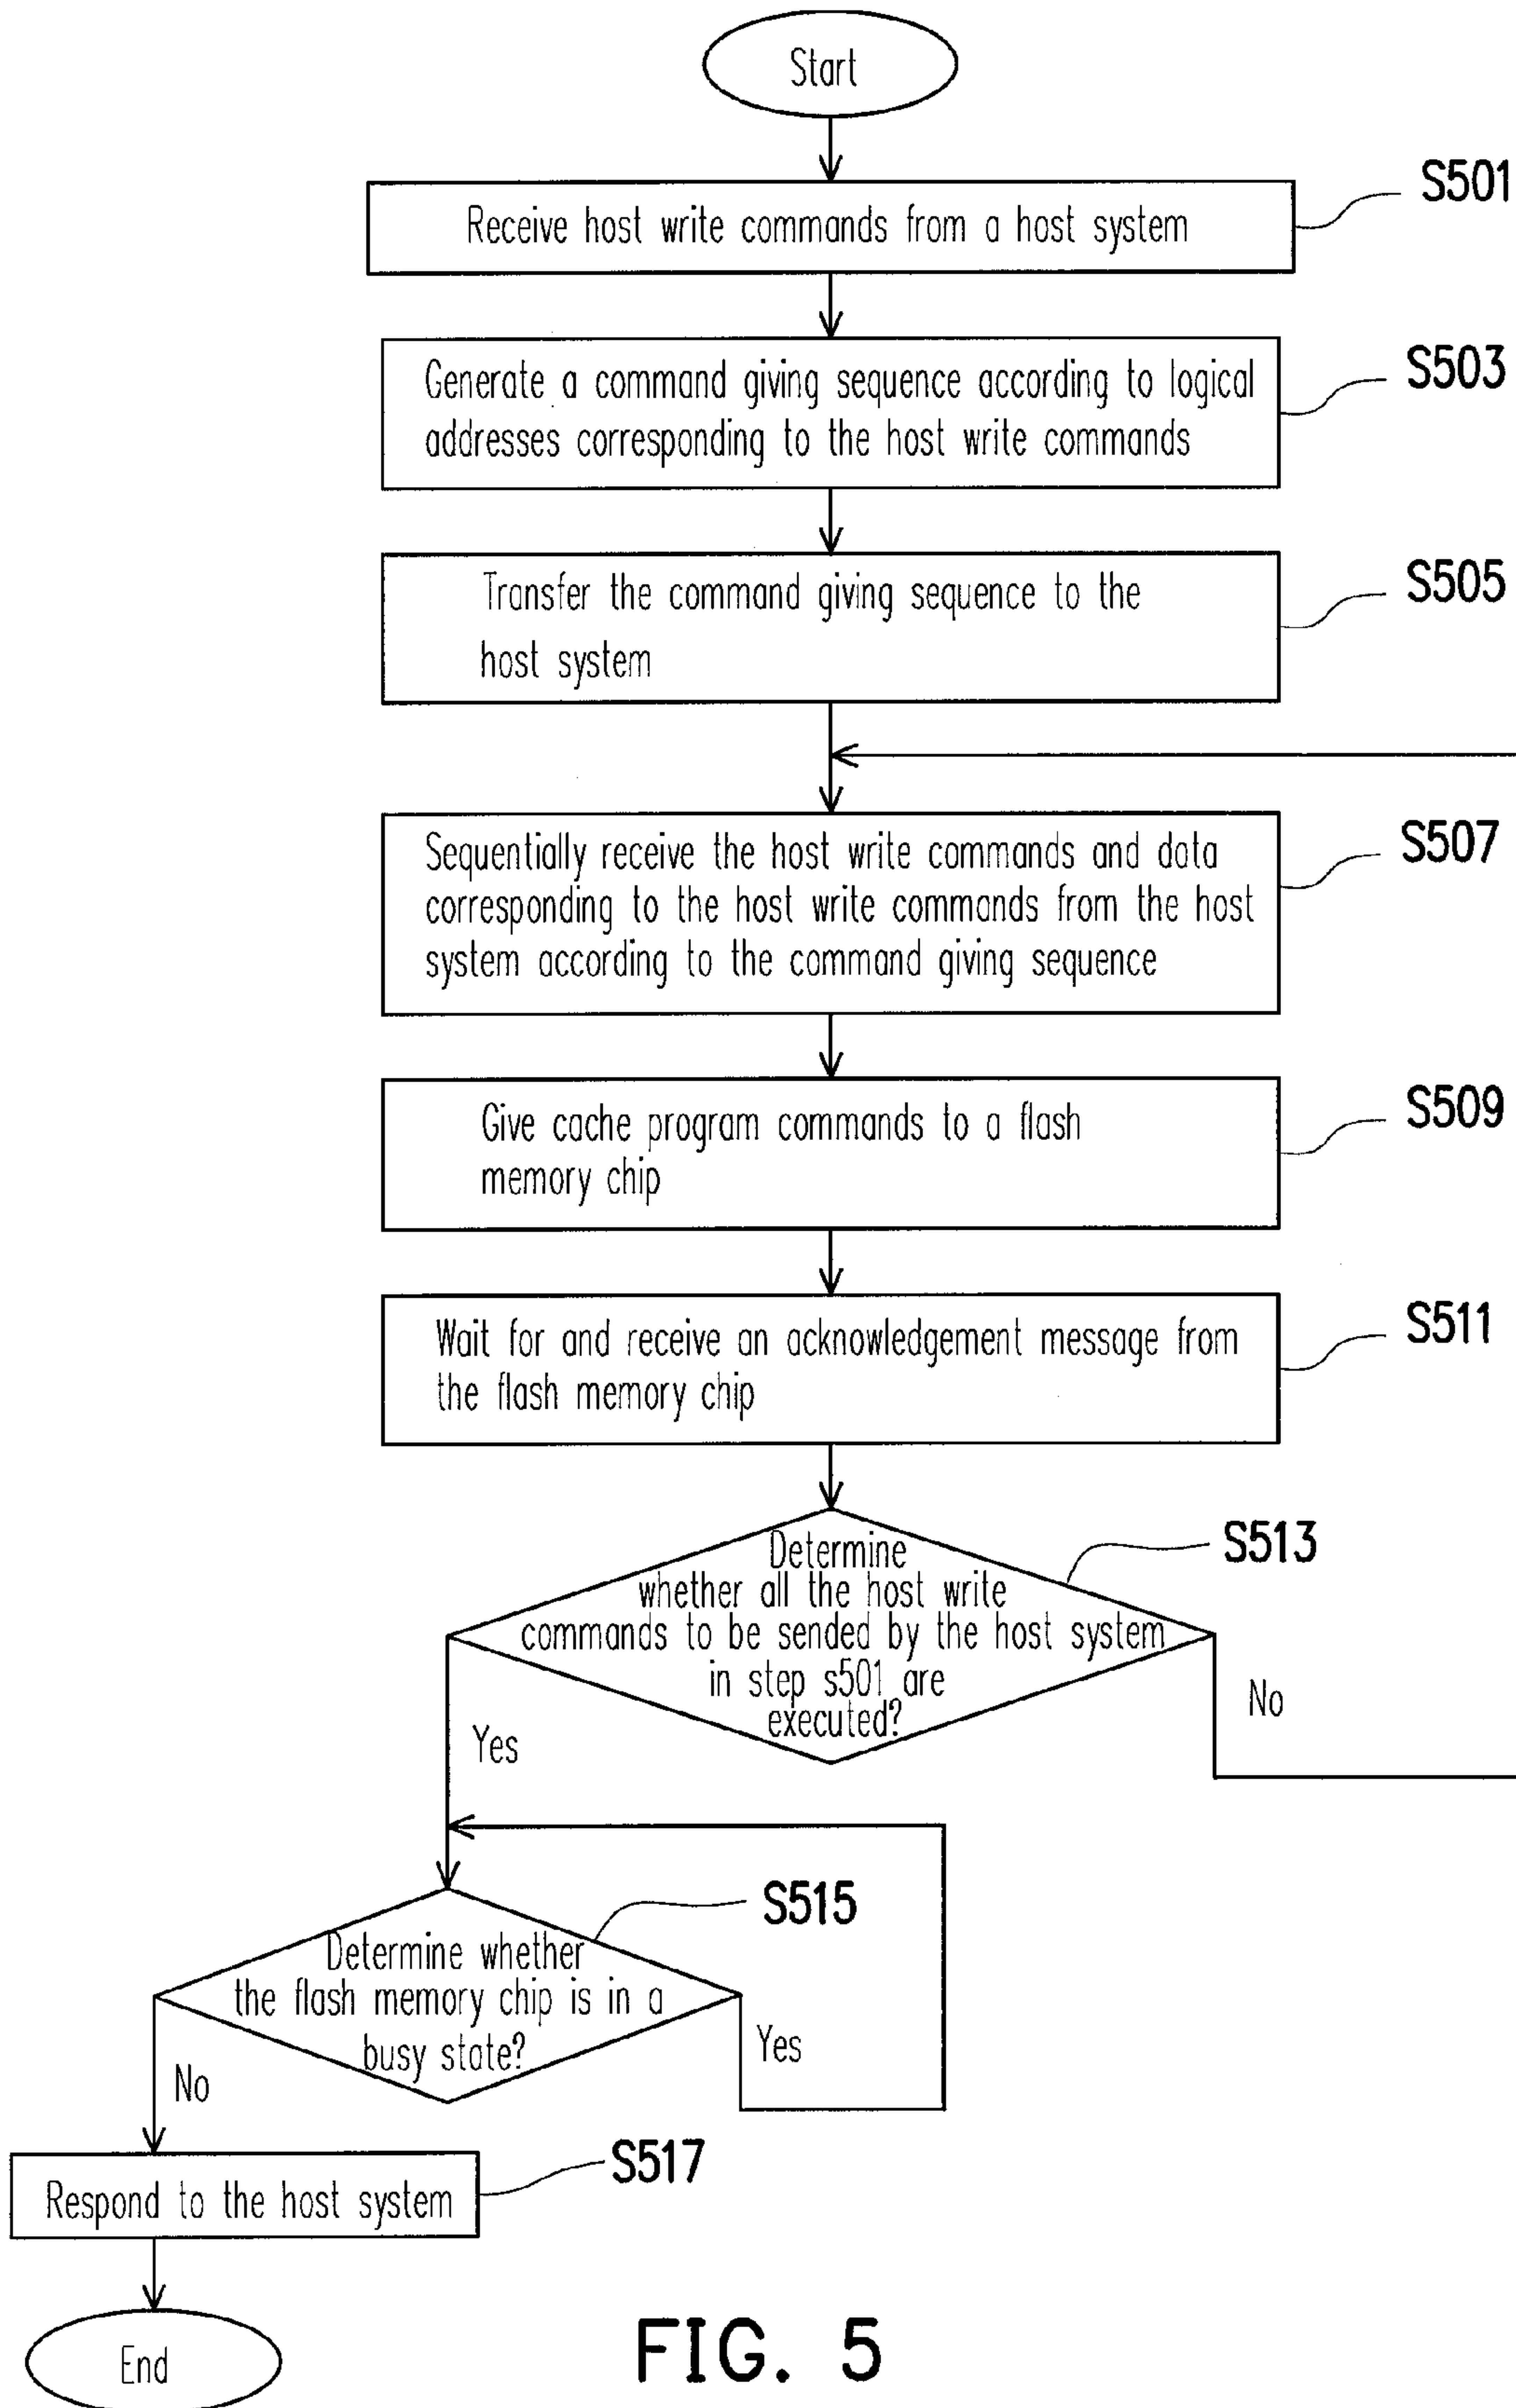 Start
S501
Receive host write commands from a host system
S503
Generate a command giving sequence according to logical
addresses corresponding to the host write commands
S505
Transfer the command giving sequence to the
host system
S507
Sequentially receive the host write commands and data
corresponding to the host write commands from the host
system according to the command giving sequence
S509
Give cache program commands to a flash
memory chip
S511
Wait for and receive an acknowledgement message from
the flash memory chip
S513
Determine
whether all the host write
commands to be sended by the host system
in step s501 are
executed?
No
Yes
S515
Determine whether
the flash memory chip is in a
busy state?
Yes
No
S517
Respond to the host system
End
FIG. 5